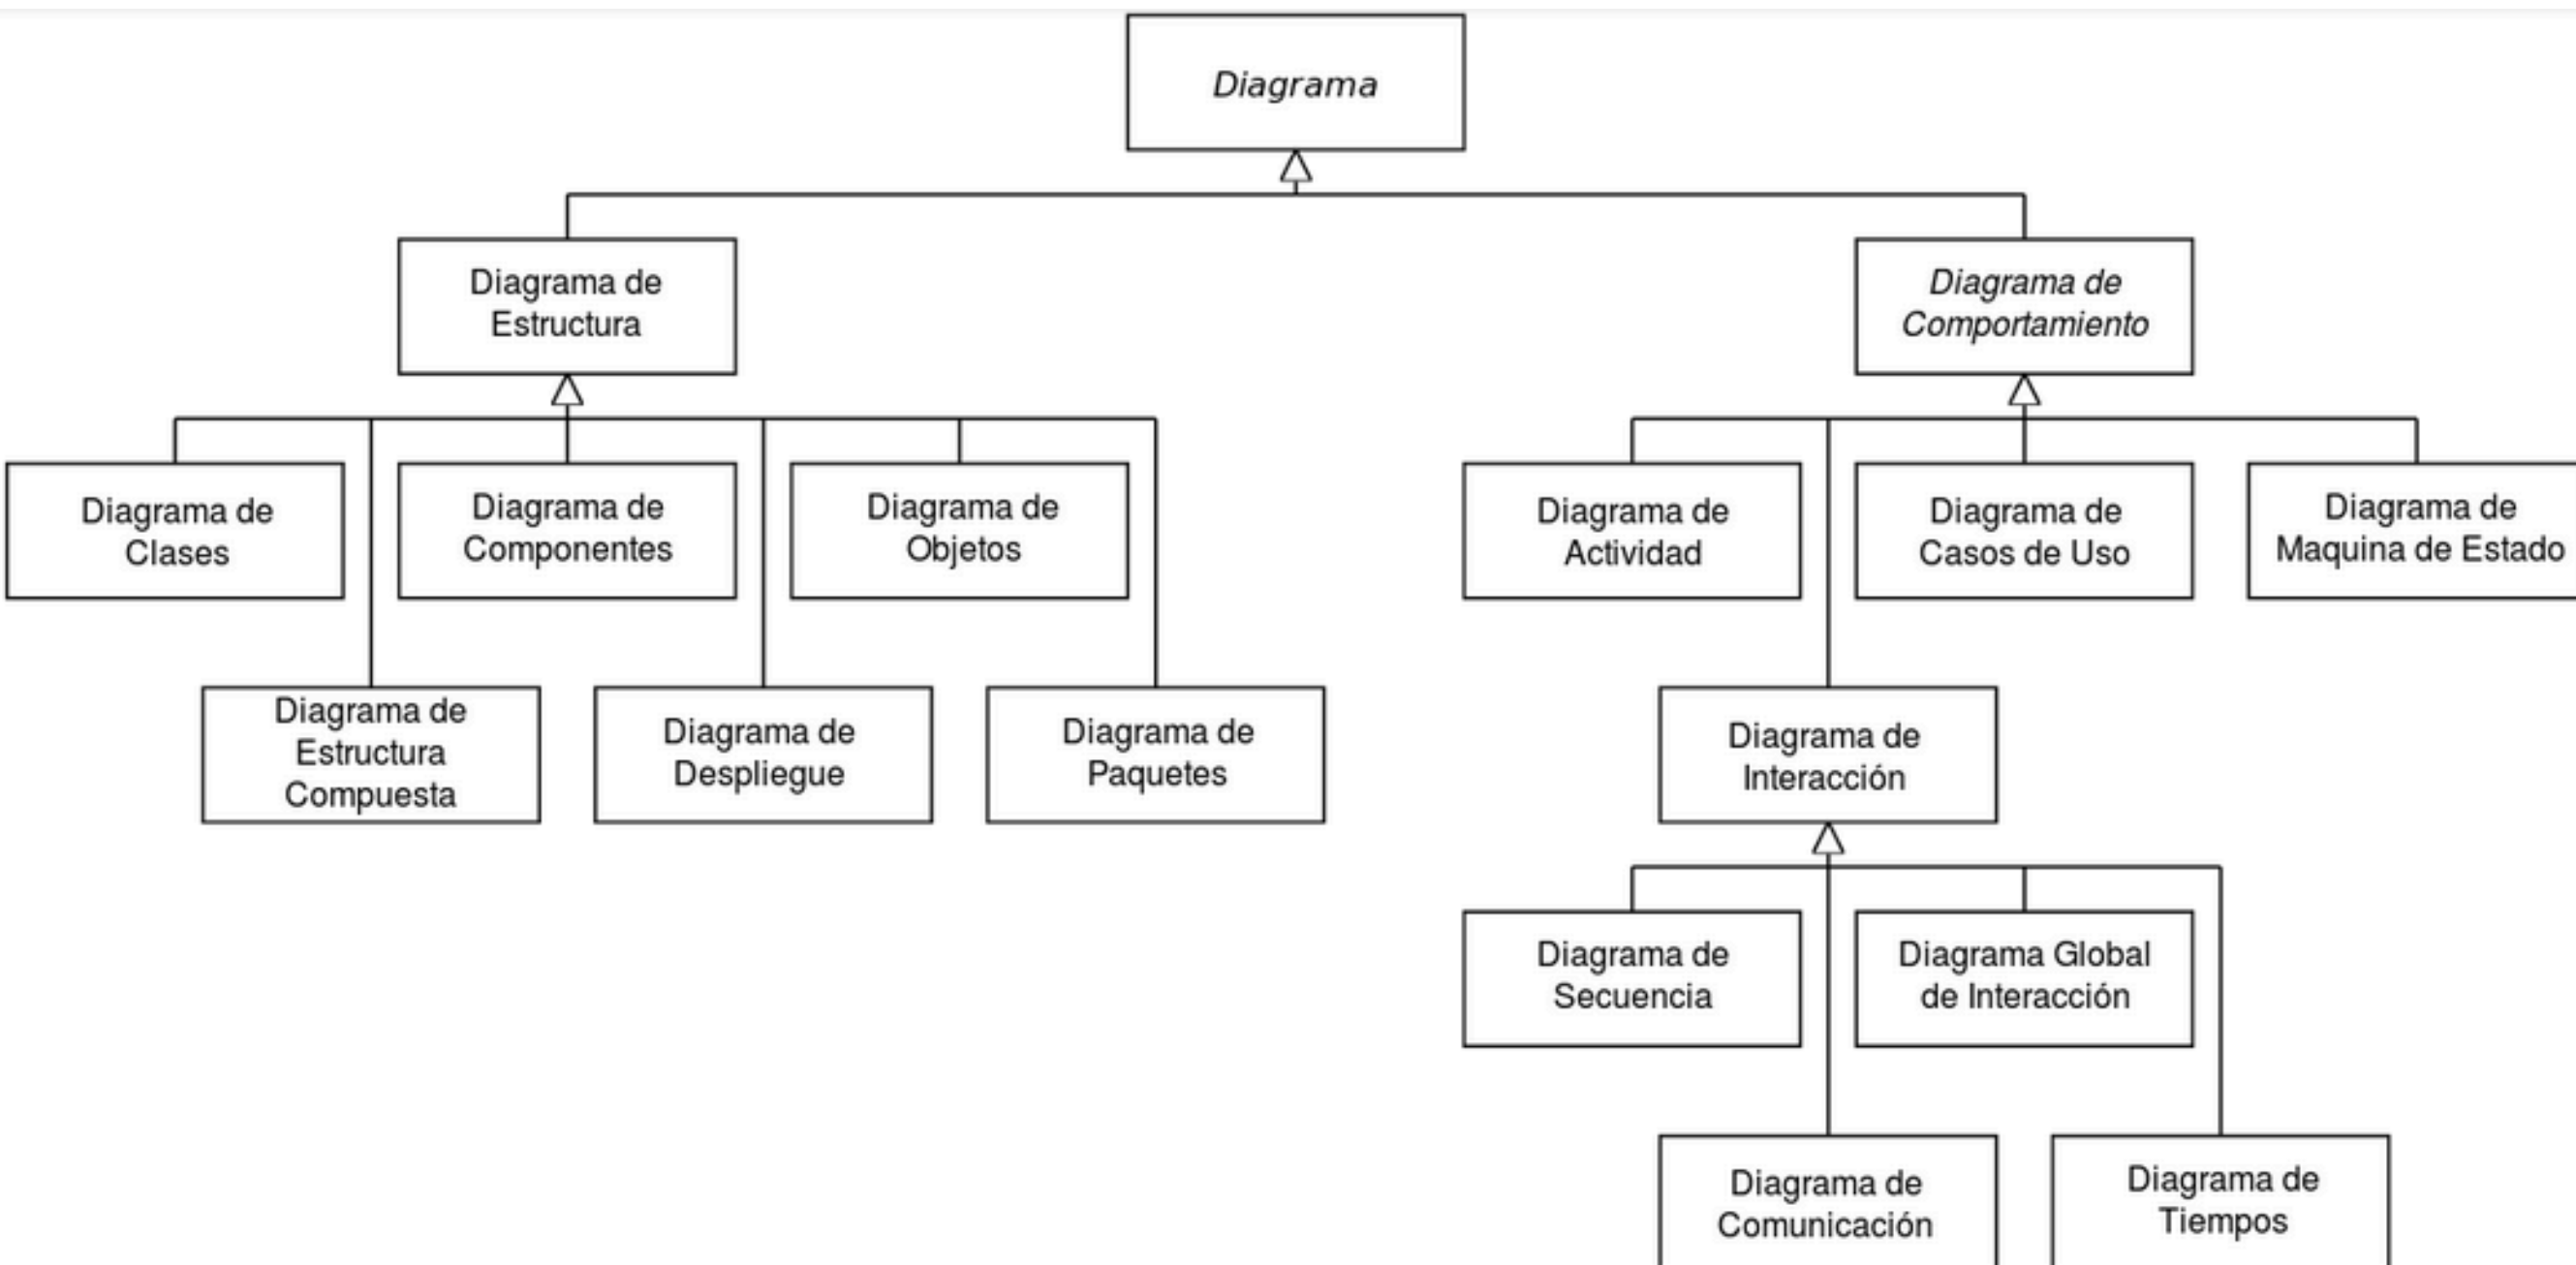 Diagrama
Diagrama de
Estructura
Diagrama de
Comportamiento
Diagrama de
Clases
Diagrama de
Componentes
Diagrama de
Objetos
Diagrama de
Actividad
Diagrama de
Casos de Uso
Diagrama de
Maquina de Estado
Diagrama de
Estructura
Compuesta
Diagrama de
Despliegue
Diagrama de
Paquetes
Diagrama de
Interacción
Diagrama de
Secuencia
Diagrama Global
de Interacción
Diagrama de
Comunicación
Diagrama de
Tiempos